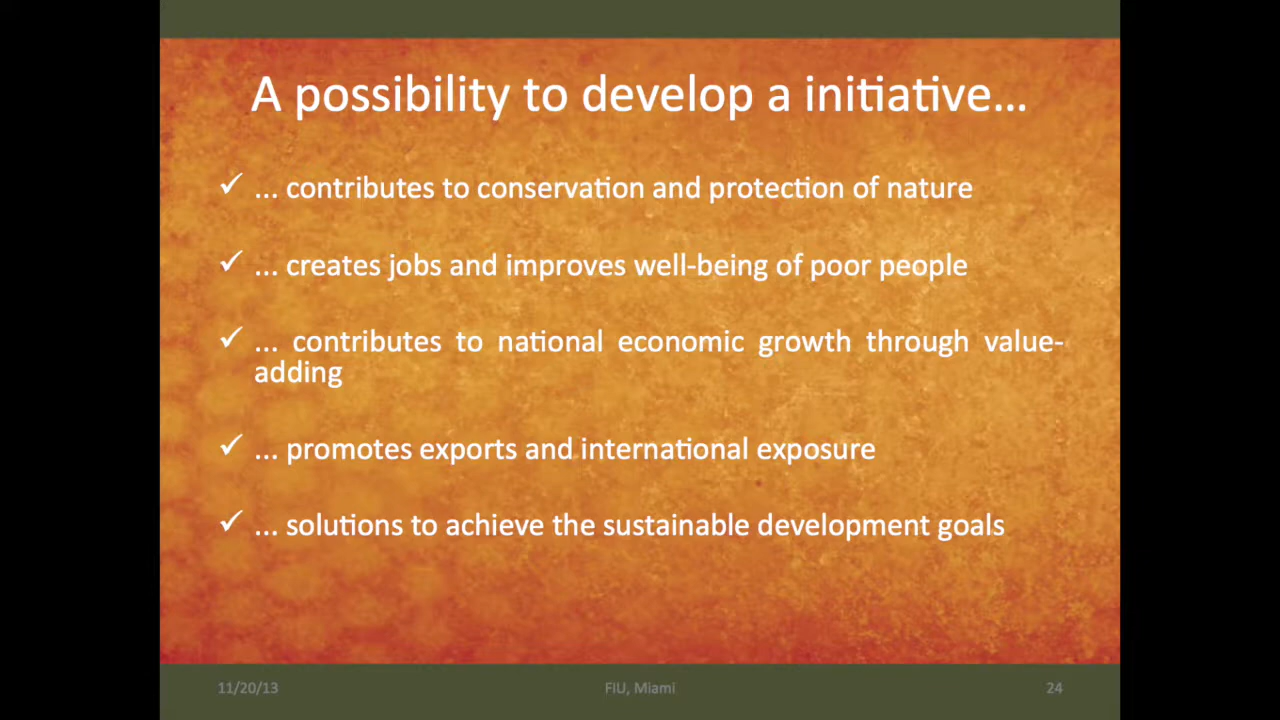 A possibility to develop a initiative...
✓ ... contributes to conservation and protection of nature
✓ ... creates jobs and improves well-being of poor people
✓ ... contributes to national economic growth through value-
adding
✓ ... promotes exports and international exposure
✓ ... solutions to achieve the sustainable development goals
11/20/13 FIU, Miami 24